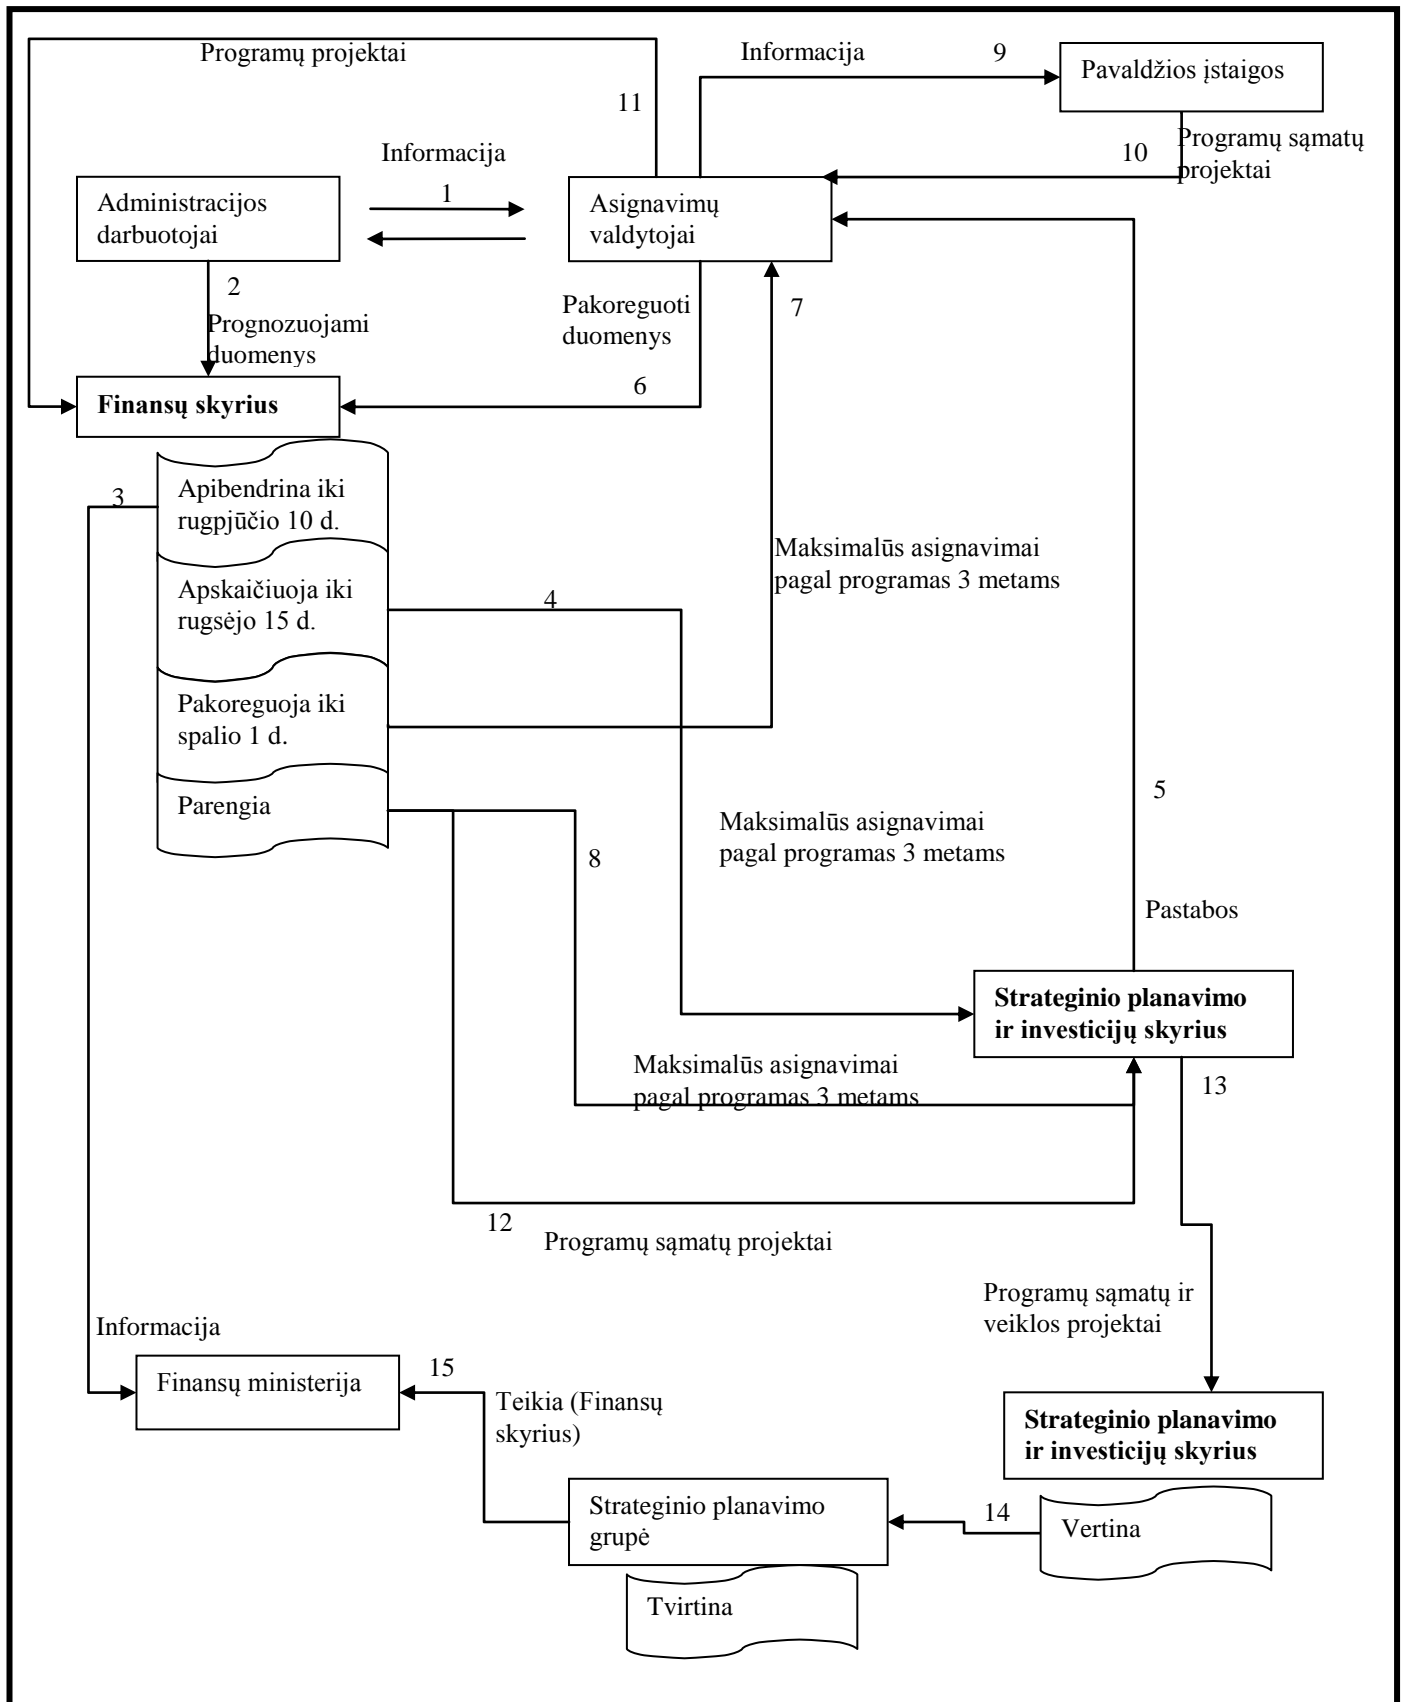 Programų projektai
Informacija
9
Pavaldžios įstaigos
11
Informacija
10
Programų sąmatų
projektai
1
Administracijos
darbuotojai
Asignavimų
valdytojai
2
Prognozuojami
duomenys
Pakoreguoti
duomenys
7
6
Finansų skyrius
3
Apibendrina iki
rugpjūčio 10 d.
Maksimalūs asignavimai
pagal programas 3 metams
Apskaičiuoja iki
rugsėjo 15 d.
4
Pakoreguoja iki
spalio 1 d.
5
Parengia
Maksimalūs asignavimai
pagal programas 3 metams
8
Pastabos
Strateginio planavimo
ir investicijų skyrius
Maksimalūs asignavimai
pagal programas 3 metams
13
12
Programų sąmatų projektai
Programų sąmatų ir
veiklos projektai
Informacija
Finansų ministerija
15
Teikia (Finansų
skyrius)
Strateginio planavimo
ir investicijų skyrius
Strateginio planavimo
grupė
14
Vertina
Tvirtina